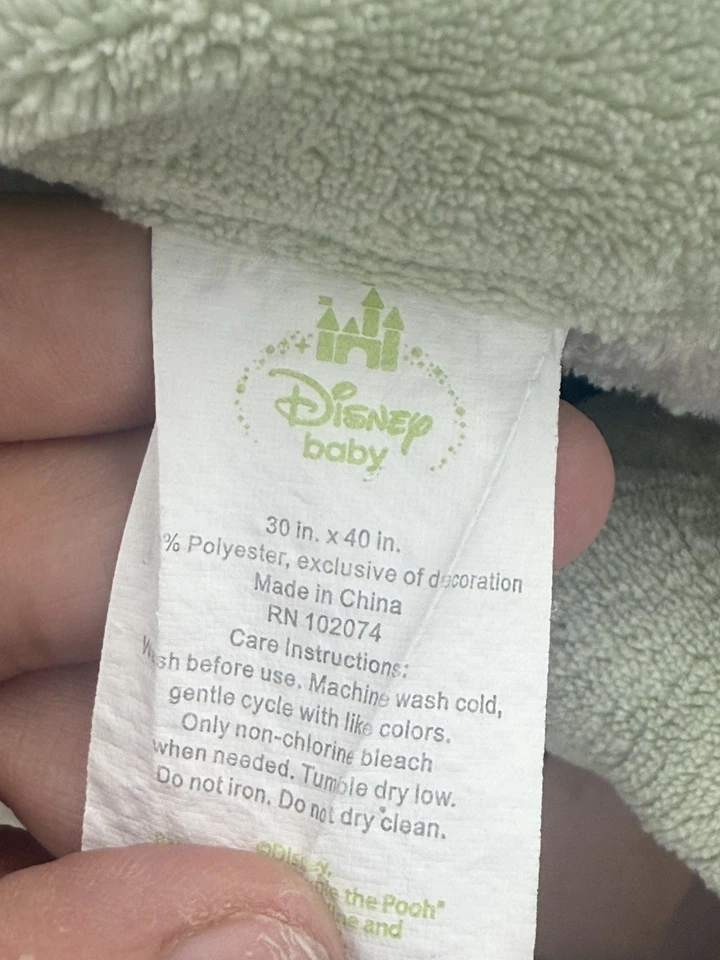 Disney
baby
30 in. x 40 in.
% Polyester, exclusive of decoration
Made in China
RN 102074
Care Instructions:
Wash before use. Machine wash cold,
gentle cycle with like colors.
Only non-chlorine bleach
when needed. Tumble dry low.
Do not iron. Do not dry clean.
©Disney,
the Pooh"
and